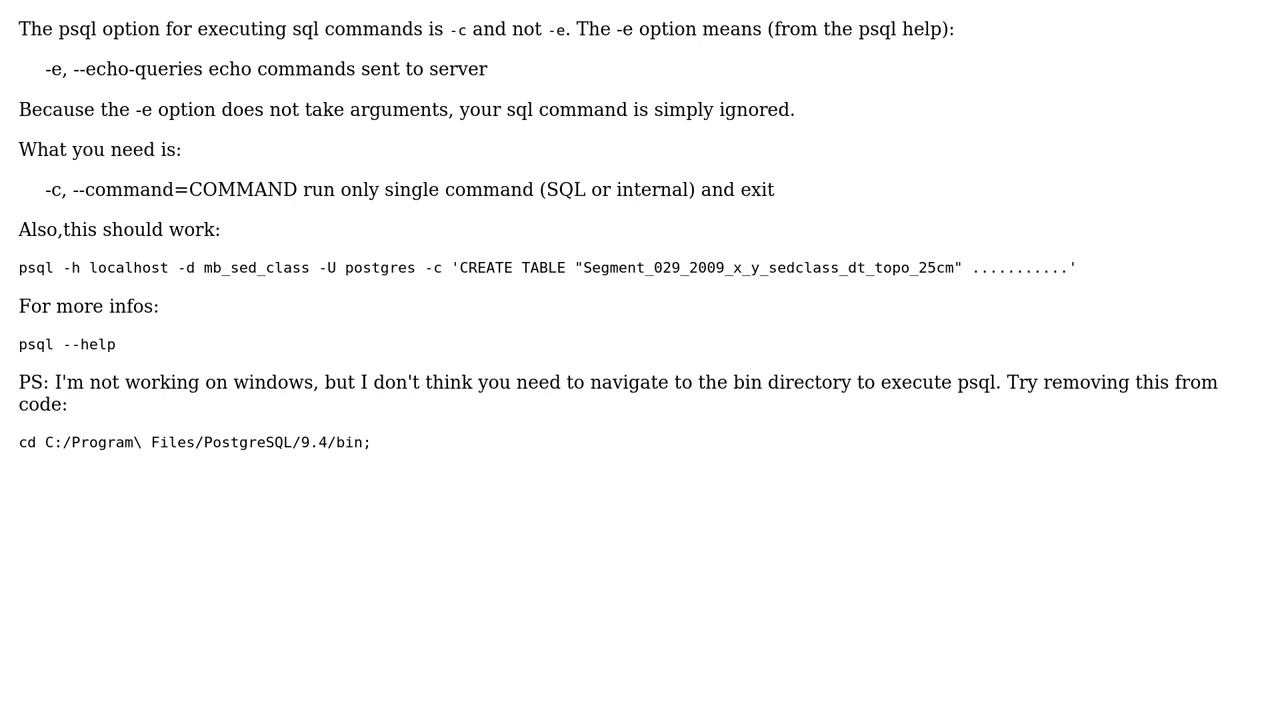 The psql option for executing sql commands is -c and not -e. The -e option means (from the psql help):
-e, --echo-queries echo commands sent to server
Because the -e option does not take arguments, your sql command is simply ignored.
What you need is:
-c, --command=COMMAND run only single command (SQL or internal) and exit
Also,this should work:
psql -h localhost -d mb_sed_class -U postgres -c 'CREATE TABLE "Segment_029_2009_x_y_sedclass_dt_topo_25cm" ...........'
For more infos:
psql --help
PS: I'm not working on windows, but I don't think you need to navigate to the bin directory to execute psql. Try removing this from
code:
cd C:/Program\ Files/PostgreSQL/9.4/bin;